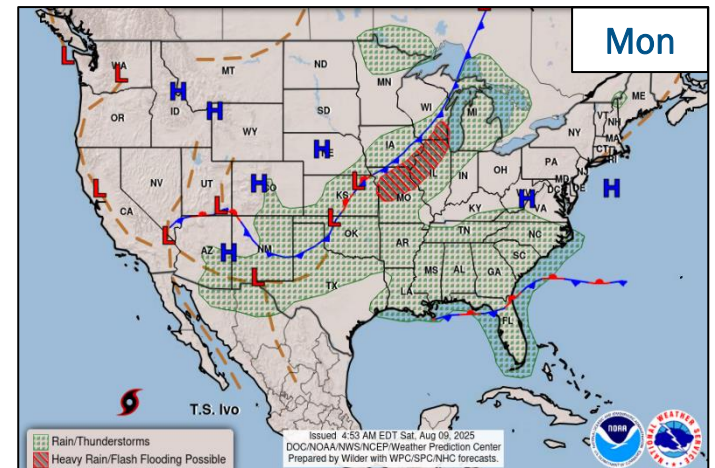 Mon
L
WA
L
MT
ND
MN
ME
H
ID
OR
H
SD
WI
MI
VT
NH
NY
MA
CT
RI
WY
H
NE
IA
PA
NJ
OH
MD
DE
DC
L
NV
UT
H
CO
KS
L
IL
IN
WV
H
VA
H
CA
L
MO
KY
L
L
OK
TN
NC
AZ
H
NM
AR
SC
L
TX
MS
AL
GA
LA
FL
T.S. Ivo
Rain/Thunderstorms
Heavy Rain/Flash Flooding Possible
Issued 4:53 AM EDT Sat, Aug 09, 2025
DOC/NOAA/NWS/NCEP/Weather Prediction Center
Prepared by Wilder with WPC/SPC/NHC forecasts.
NOAA
NATIONAL WEATHER SERVICE